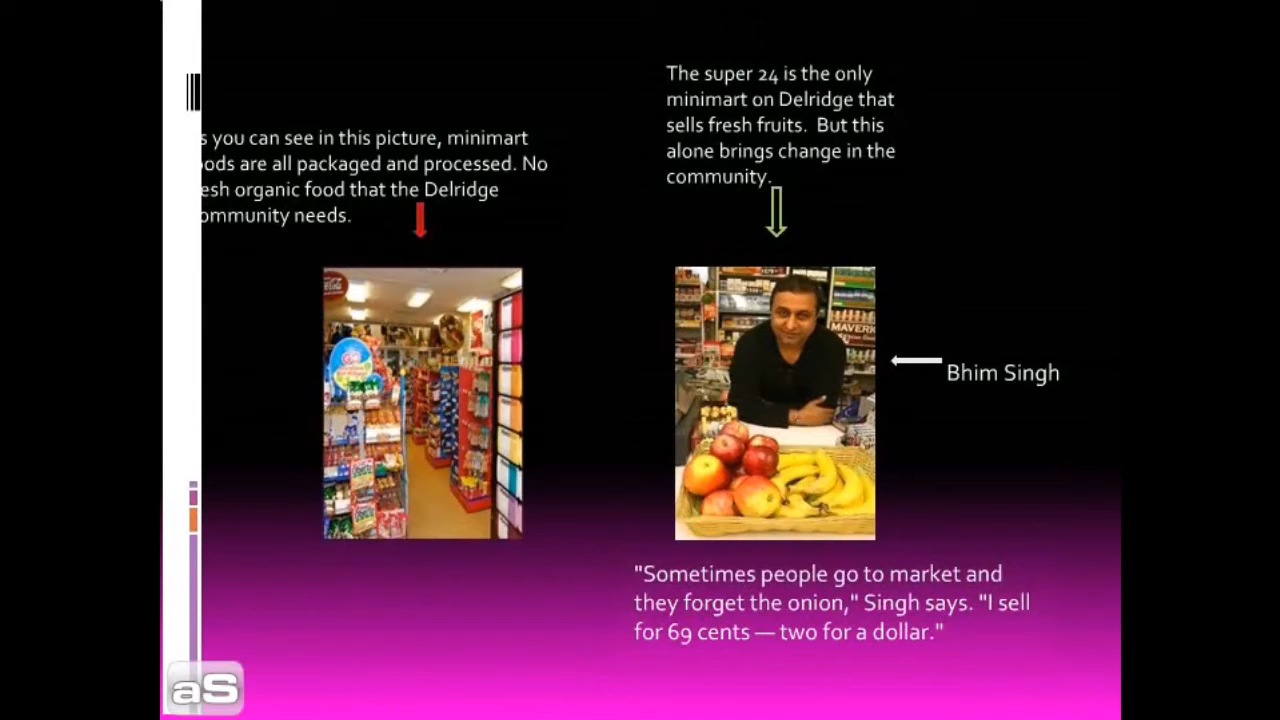 s you can see in this picture, minimart
ods are all packaged and processed. No
esh organic food that the Delridge
ommunity needs.
The super 24 is the only
minimart on Delridge that
sells fresh fruits.  But this
alone brings change in the
community.
MAVERI
Bhim Singh
"Sometimes people go to market and
they forget the onion," Singh says. "I sell
for 69 cents — two for a dollar."
aS